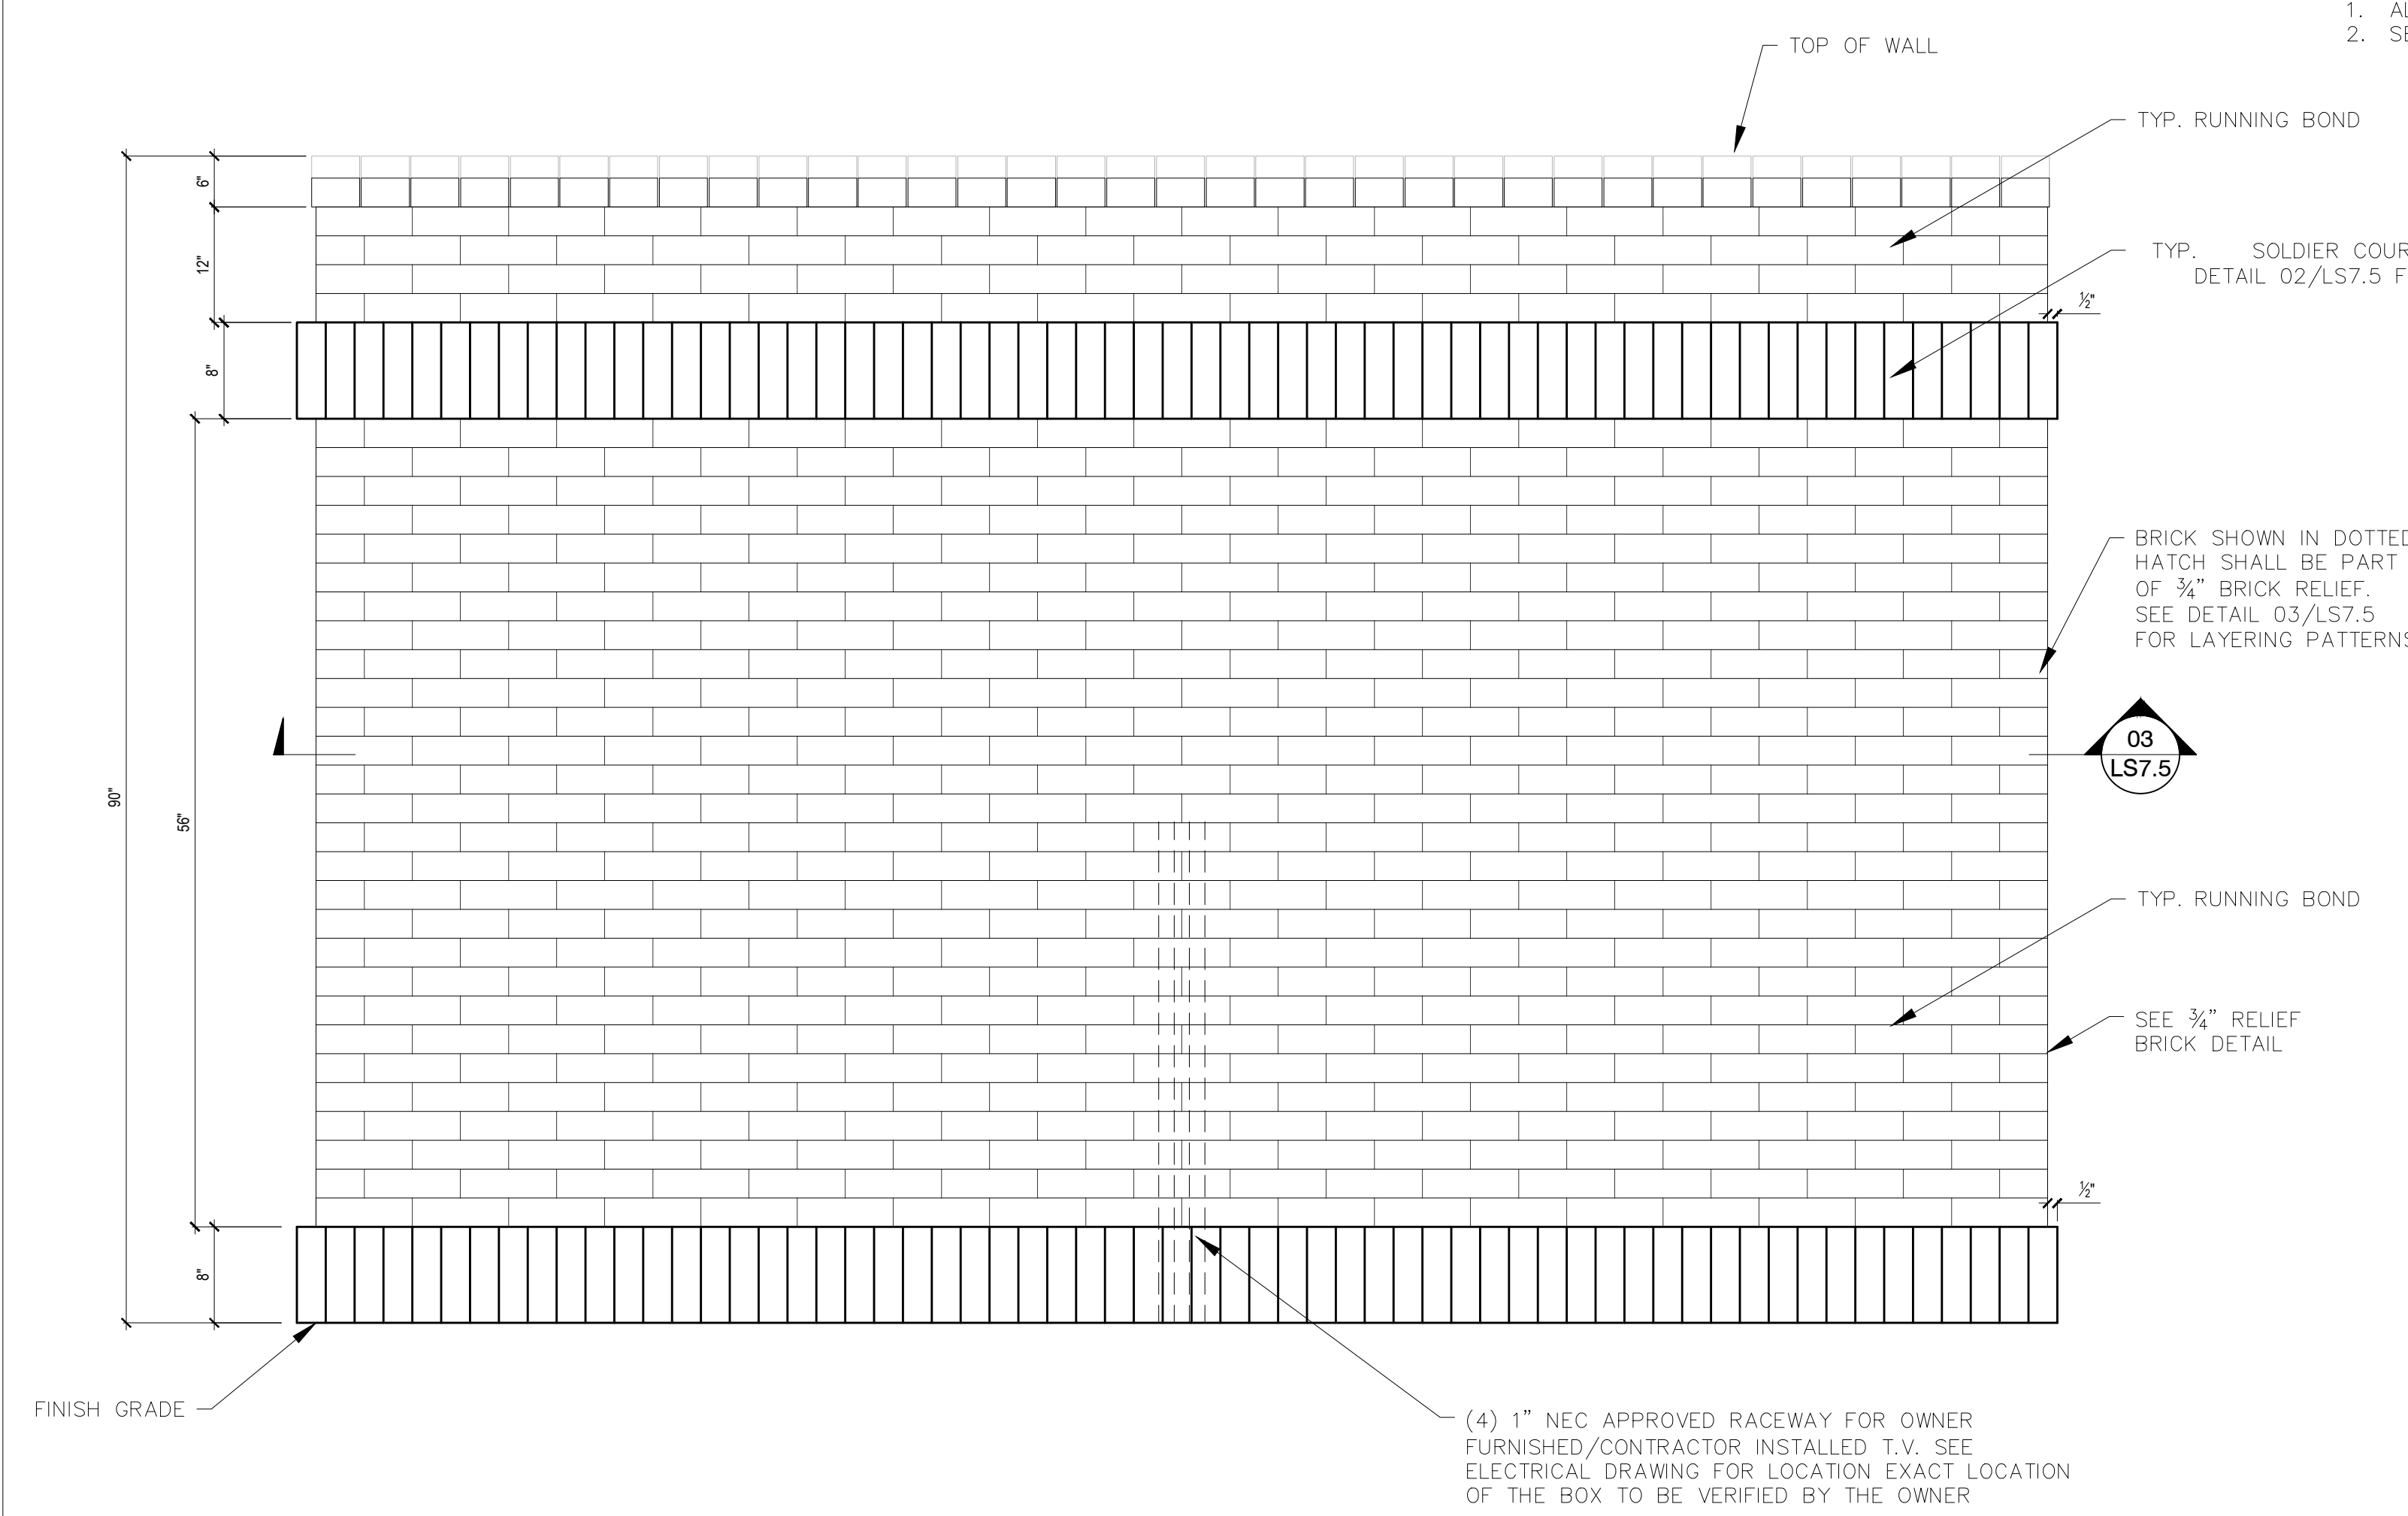 1. AL
2. SE
TOP OF WALL
TYP. RUNNING BOND
6"
12"
TYP. SOLDIER COUR
DETAIL 02/LS7.5 F
½"
8"
BRICK SHOWN IN DOTTED
HATCH SHALL BE PART
OF ¾" BRICK RELIEF.
SEE DETAIL 03/LS7.5
FOR LAYERING PATTERNS
03
LS7.5
90"
56"
TYP. RUNNING BOND
SEE ¾" RELIEF
BRICK DETAIL
½"
8"
FINISH GRADE
(4) 1" NEC APPROVED RACEWAY FOR OWNER
FURNISHED/CONTRACTOR INSTALLED T.V. SEE
ELECTRICAL DRAWING FOR LOCATION EXACT LOCATION
OF THE BOX TO BE VERIFIED BY THE OWNER